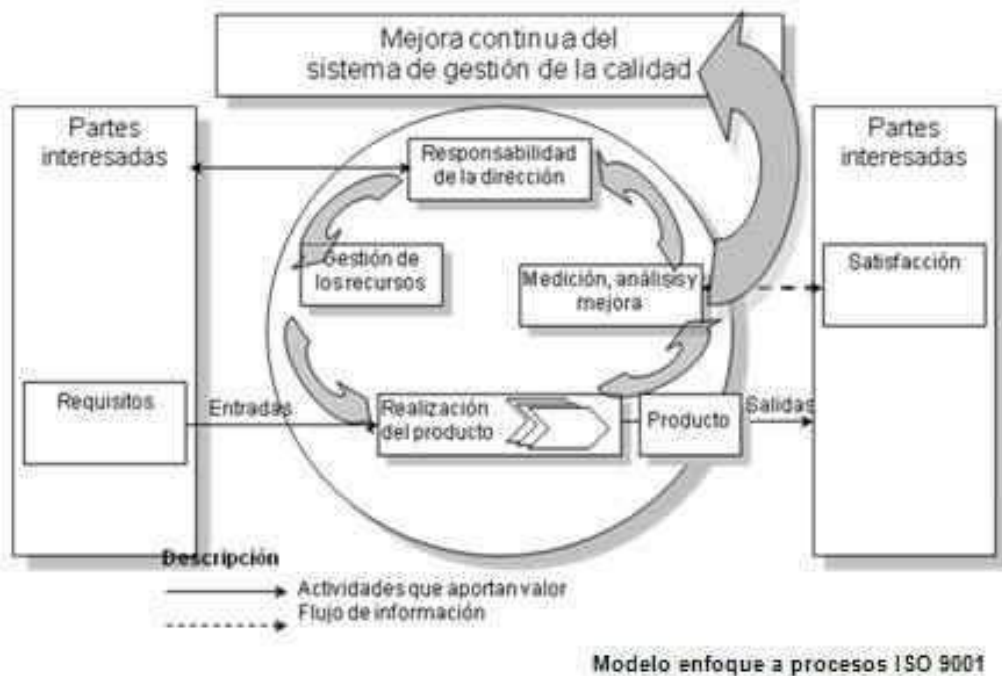 Mejora continua del
sistema de gestión de la calidad
Partes
interesadas
Responsabilidad
de la dirección
Partes
interesadas
Gestión de
los recursos
Medición, análisis y
mejora
Satisfacción
Requisitos
Entradas
Realización
del producto
Producto
Salidas
Descripción
Actividades que aportan valor
Flujo de información
Modelo enfoque a procesos ISO 9001